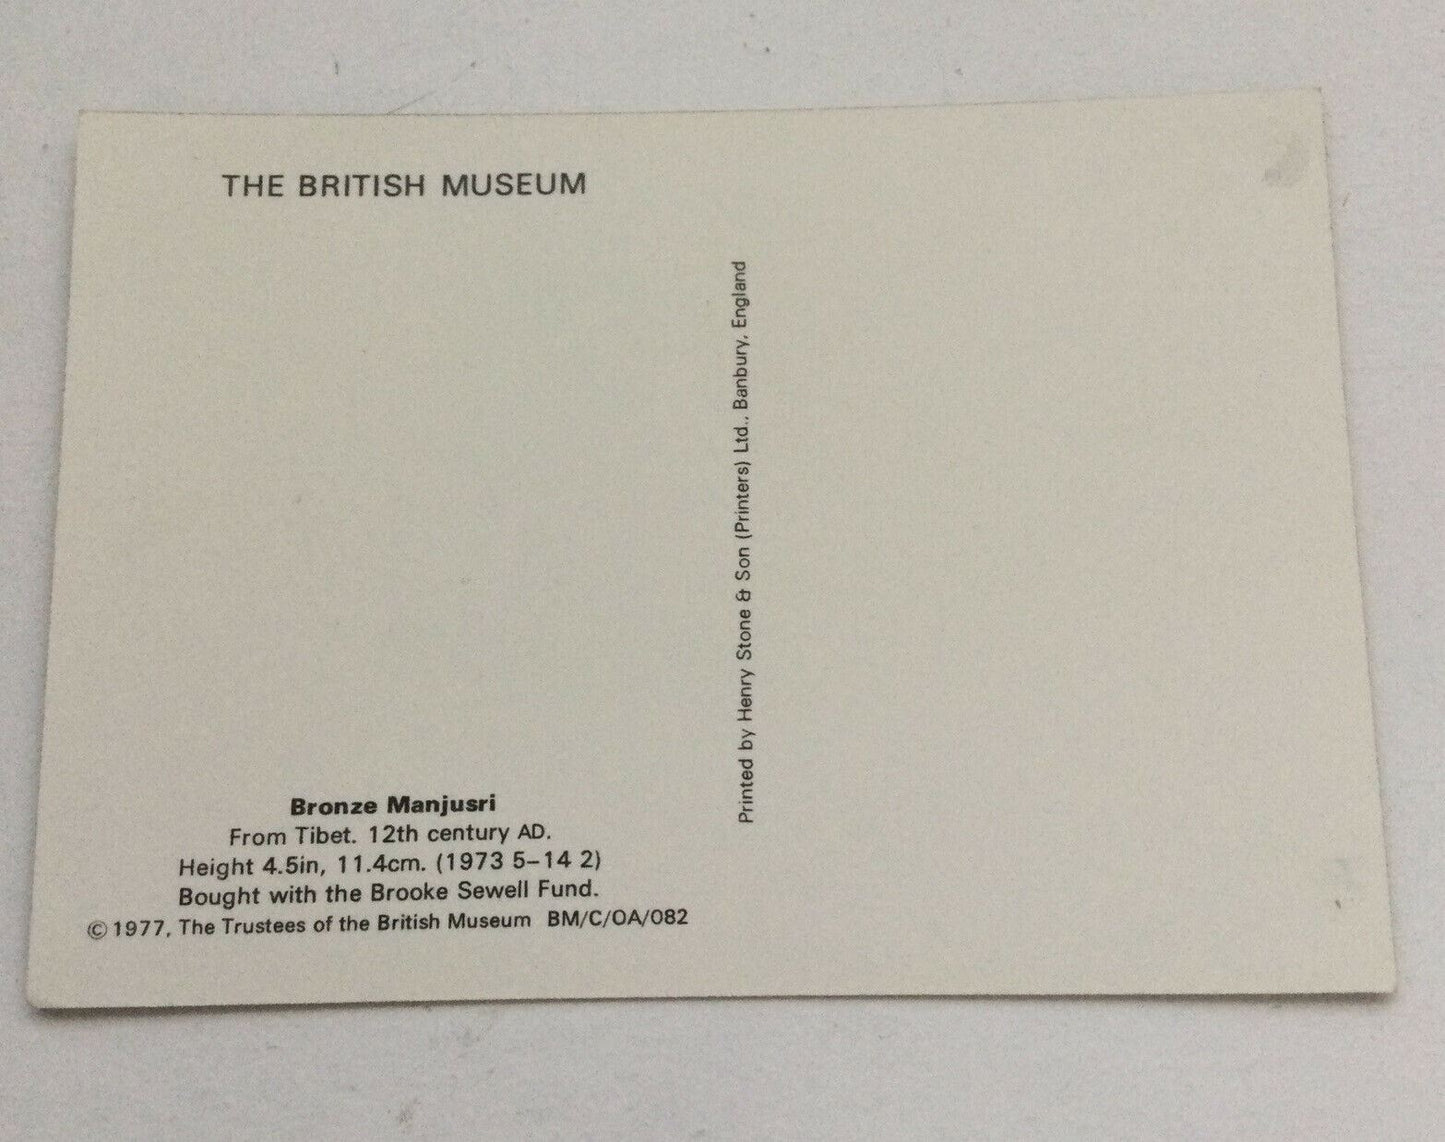 THE BRITISH MUSEUM
Printed by Henry Stone & Son (Printers) Ltd., Banbury, England
Bronze Manjusri
From Tibet. 12th century AD.
Height 4.5in, 11.4cm. (1973 5–14 2)
Bought with the Brooke Sewell Fund.
© 1977, The Trustees of the British Museum BM/C/OA/082